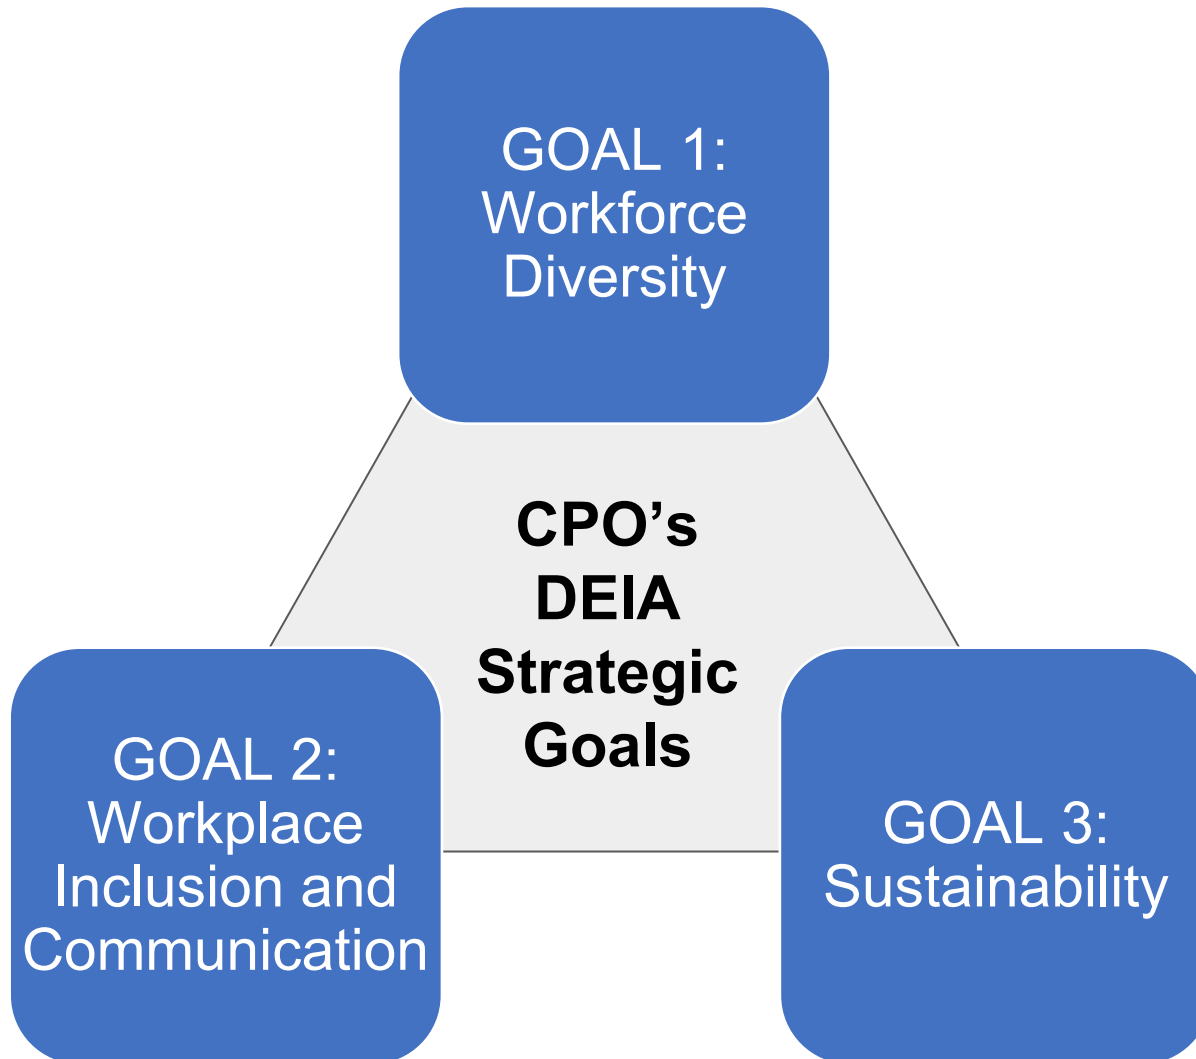 GOAL 1:
Workforce
Diversity
CPO’s
DEIA
Strategic
Goals
GOAL 2:
Workplace
Inclusion and
Communication
GOAL 3:
Sustainability